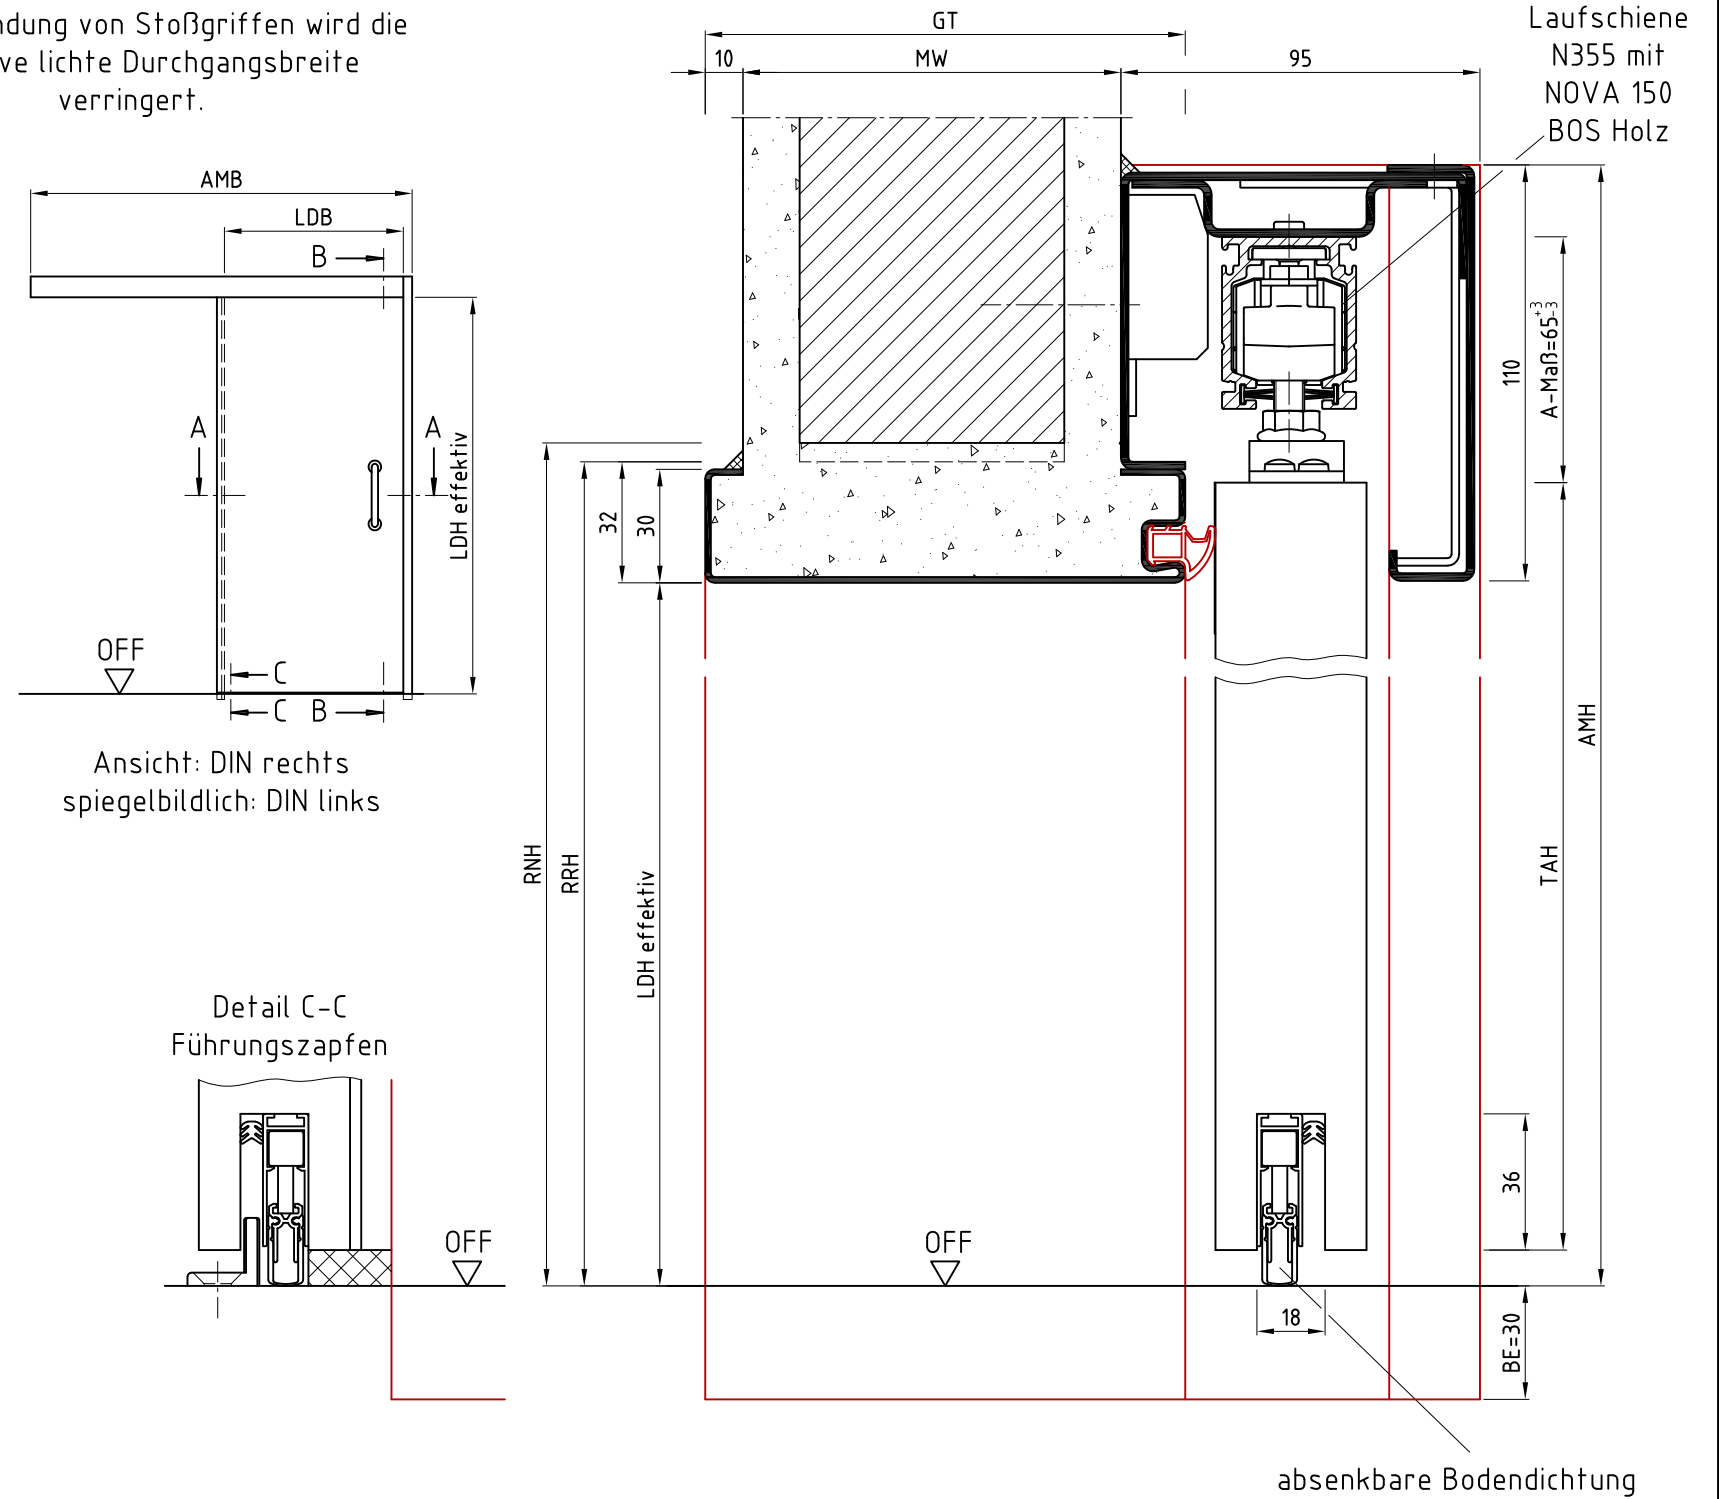 von Stoßgriffen wird die
lichte Durchgangsbreite
verringert.
AMB
LDB
B
A
A
LDH effektiv
OFF
C
C B
Ansicht: DIN rechts
spiegelbildlich: DIN links
Detail C-C
Führungszapfen
OFF
GT
10
MW
95
Laufschiene
N355 mit
NOVA 150
BOS Holz
110
A-Maß=65 +3 -3
32
30
RNH
RRH
LDH effektiv
AMH
TAH
36
OFF
18
BE=30
absenkbare Bodendichtung